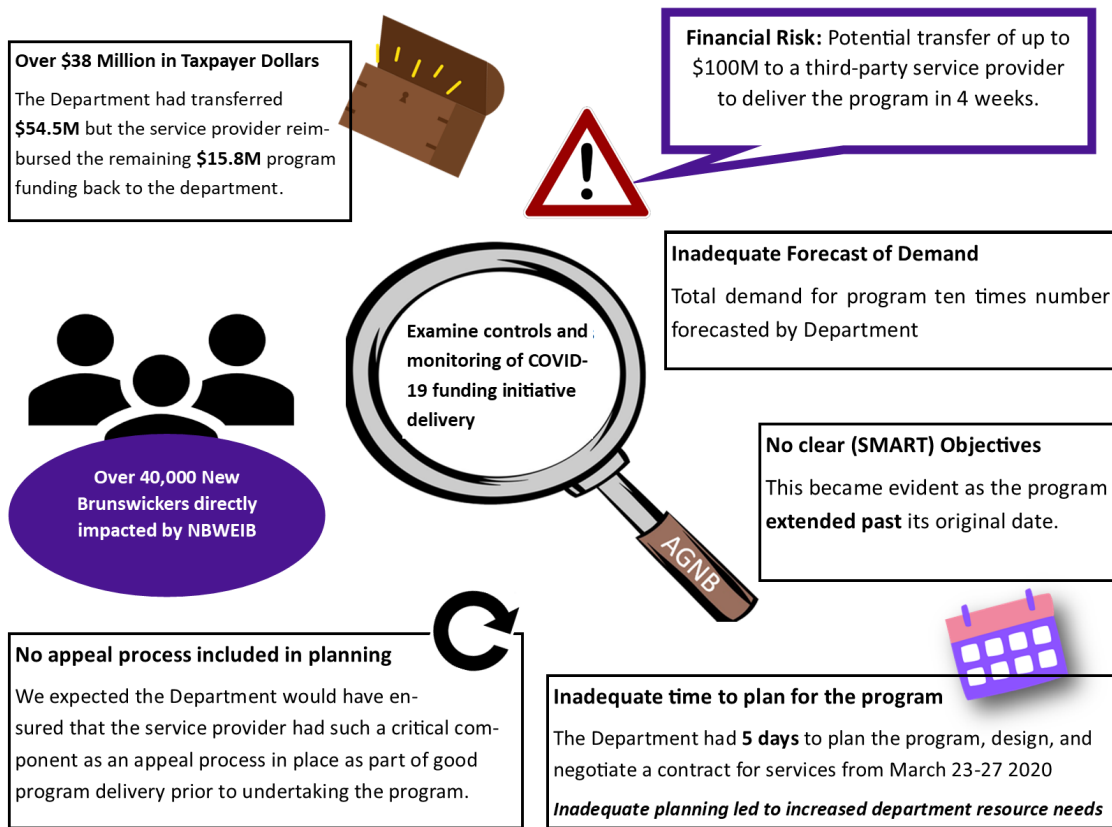 Over $38 Million in Taxpayer Dollars
The Department had transferred
$54.5M but the service provider reim-
bursed the remaining $15.8M program
funding back to the department.
Financial Risk: Potential transfer of up to
$100M to a third-party service provider
to deliver the program in 4 weeks.
Inadequate Forecast of Demand
Total demand for program ten times number
forecasted by Department
Examine controls and
monitoring of COVID-
19 funding initiative
delivery
AGNB
Over 40,000 New
Brunswickers directly
impacted by NBWEIB
No clear (SMART) Objectives
This became evident as the program
extended past its original date.
No appeal process included in planning
We expected the Department would have en-
sured that the service provider had such a critical com-
ponent as an appeal process in place as part of good
program delivery prior to undertaking the program.
Inadequate time to plan for the program
The Department had 5 days to plan the program, design, and
negotiate a contract for services from March 23-27 2020
Inadequate planning led to increased department resource needs